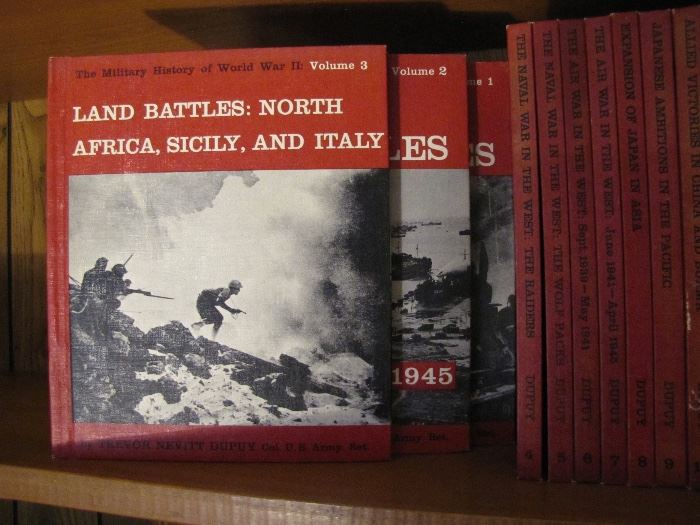 The Military History of World War II: Volume 3
LAND BATTLES: NORTH
AFRICA, SICILY, AND ITALY
TREVOR NEVITT DUPUY, Col. U.S. Army, Ret.
Volume 2
LES
1945
Army, Ret.
me 1
ES
Ret.
THE NAVAL WAR IN THE WEST: THE RAIDERS DUPUY 4
THE NAVAL WAR IN THE WEST: THE WOLF PACKS DUPUY 5
THE AIR WAR IN THE WEST: Sept. 1939 - May 1941 DUPUY 6
THE AIR WAR IN THE WEST: June 1941 - April 1945 DUPUY 7
EXPANSION OF JAPAN IN ASIA DUPUY 8
JAPANESE AMBITIONS IN THE PACIFIC DUPUY 9